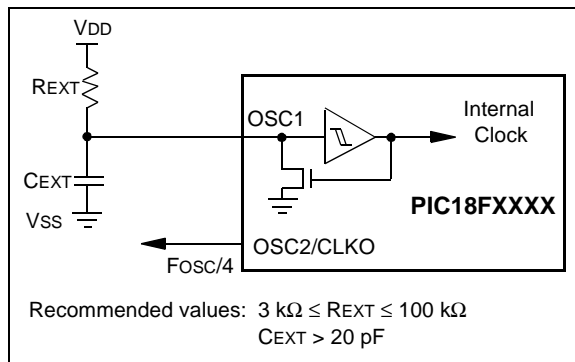 VDD
REXT
OSC1
Internal
Clock
CEXT
PIC18FXXXX
VSS
OSC2/CLKO
FOSC/4
Recommended values: 3 kΩ ≤ REXT ≤ 100 kΩ
CEXT > 20 pF